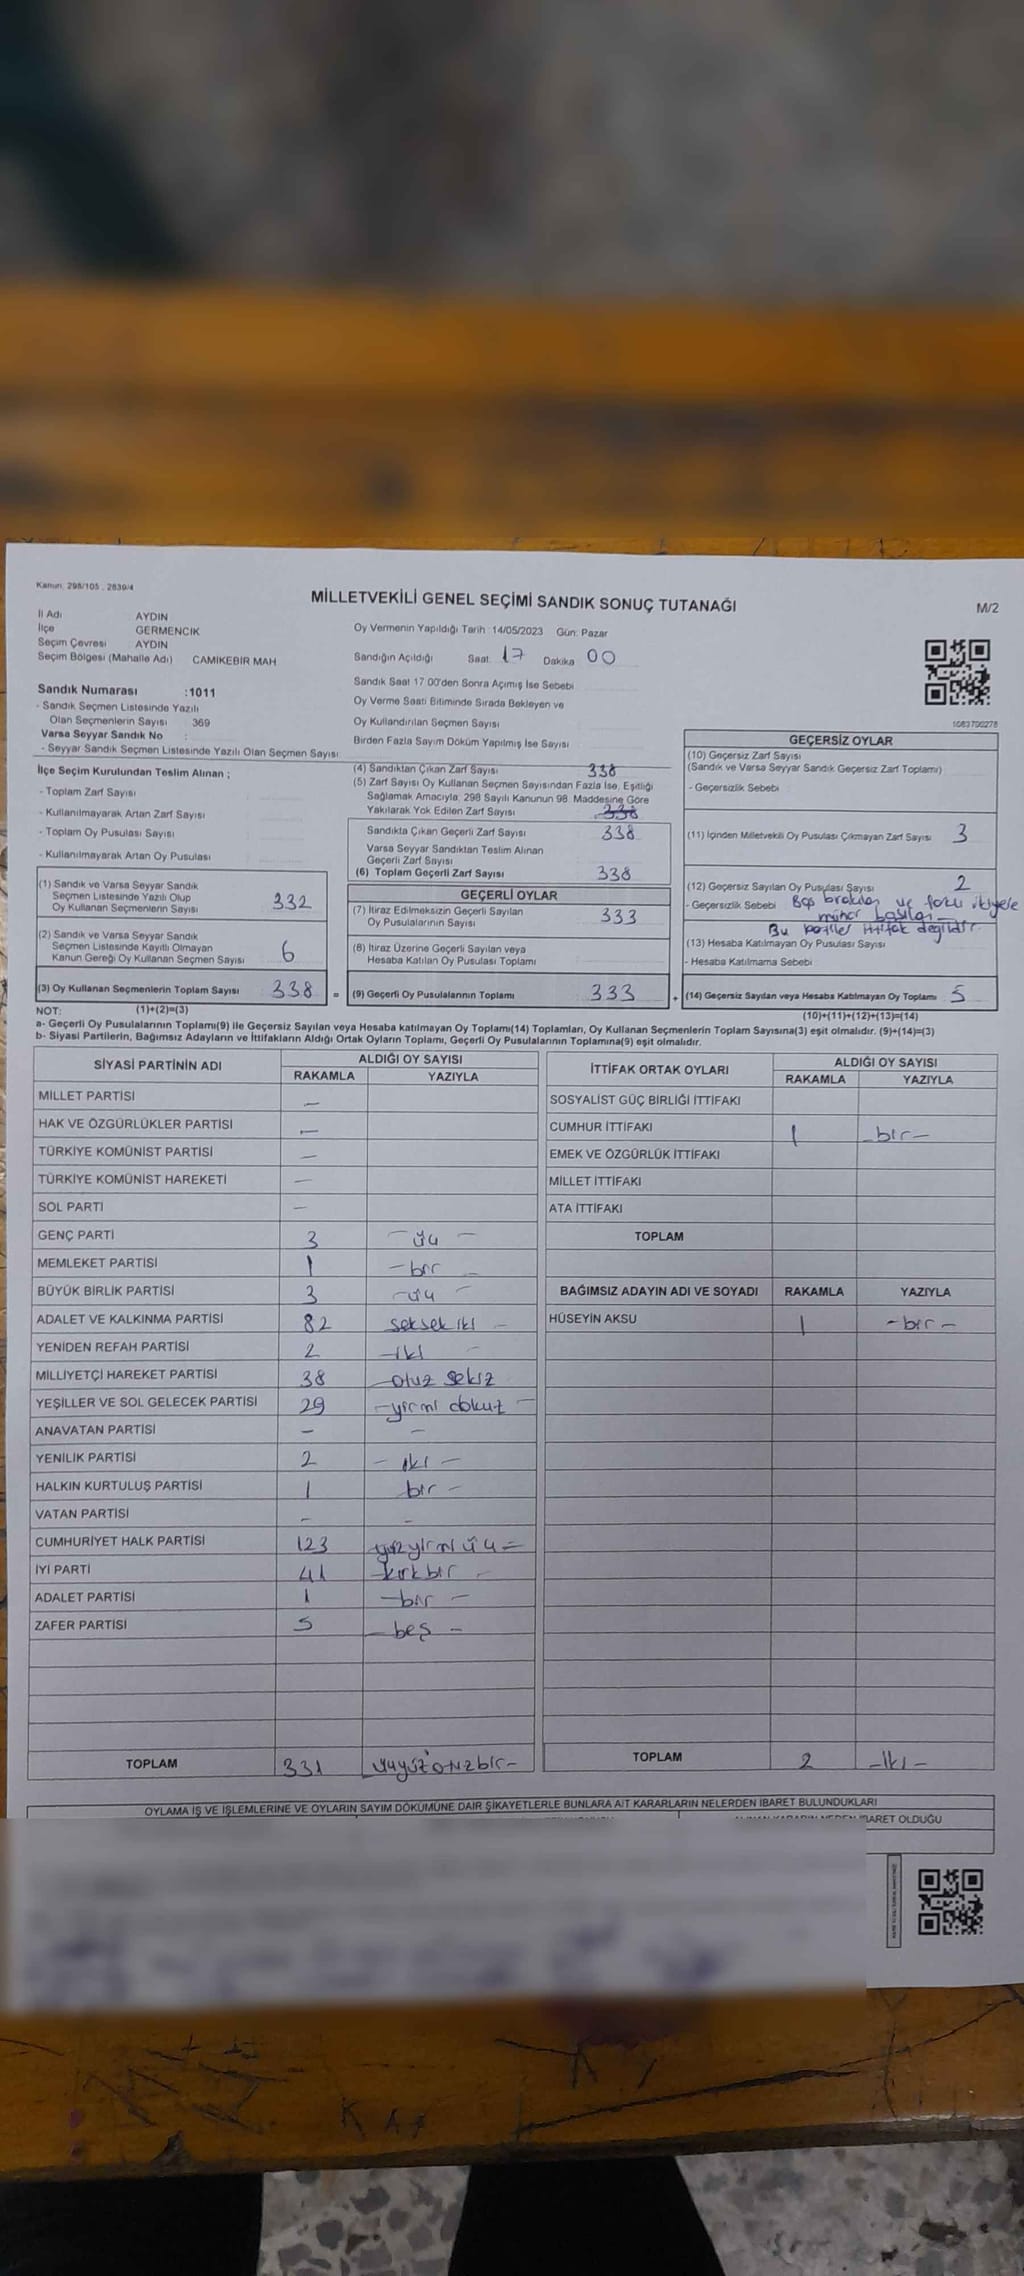 Kanun: 298/105 , 2839/4
MİLLETVEKİLİ GENEL SEÇİMİ SANDIK SONUÇ TUTANAĞI
M/2
İl Adı AYDIN
İlçe GERMENCİK
Seçim Çevresi AYDIN
Seçim Bölgesi (Mahalle Adı) CAMİKEBİR MAH
Sandık Numarası :1011
- Sandık Seçmen Listesinde Yazılı
Olan Seçmenlerin Sayısı 369
Varsa Seyyar Sandık No :
- Seyyar Sandık Seçmen Listesinde Yazılı Olan Seçmen Sayısı
Oy Vermenin Yapıldığı Tarih :14/05/2023 Gün: Pazar
Sandığın Açıldığı Saat 17 Dakika 00
Sandık Saat 17:00'den Sonra Açımış İse Sebebi
Oy Verme Saati Bitiminde Sırada Bekleyen ve
Oy Kullandırılan Seçmen Sayısı
Birden Fazla Sayım Döküm Yapılmış İse Sayısı
1083700278
İlçe Seçim Kurulundan Teslim Alınan ;
- Toplam Zarf Sayısı
- Kullanılmayarak Artan Zarf Sayısı
- Toplam Oy Pusulası Sayısı
- Kullanılmayarak Artan Oy Pusulası
(1) Sandık ve Varsa Seyyar Sandık
Seçmen Listesinde Yazılı Olup
Oy Kullanan Seçmenlerin Sayısı 332
(2) Sandık ve Varsa Seyyar Sandık
Seçmen Listesinde Kayıtlı Olmayan
Kanun Gereği Oy Kullanan Seçmen Sayısı 6
(3) Oy Kullanan Seçmenlerin Toplam Sayısı 338 =
(4) Sandıktan Çıkan Zarf Sayısı 338
(5) Zarf Sayısı Oy Kullanan Seçmen Sayısından Fazla İse, Eşitliği
Sağlamak Amacıyla, 298 Sayılı Kanunun 98. Maddesine Göre
Yakılarak Yok Edilen Zarf Sayısı 338
Sandıkta Çıkan Geçerli Zarf Sayısı 338
Varsa Seyyar Sandıktan Teslim Alınan
Geçerli Zarf Sayısı
(6) Toplam Geçerli Zarf Sayısı 338
GEÇERLİ OYLAR
(7) İtiraz Edilmeksizin Geçerli Sayılan
Oy Pusulalarının Sayısı 333
(8) İtiraz Üzerine Geçerli Sayılan veya
Hesaba Katılan Oy Pusulası Toplamı
(9) Geçerli Oy Pusulalarının Toplamı 333 +
GEÇERSİZ OYLAR
(10) Geçersiz Zarf Sayısı
(Sandık ve Varsa Seyyar Sandık Geçersiz Zarf Toplamı)
- Geçersizlik Sebebi
(11) İçinden Milletvekili Oy Pusulası Çıkmayan Zarf Sayısı 3
(12) Geçersiz Sayılan Oy Pusulası Sayısı 2
- Geçersizlik Sebebi Boş bırakılan ve farklı ikiyere
mühür basılan
Bu partiler ittifak değildir.
(13) Hesaba Katılmayan Oy Pusulası Sayısı
- Hesaba Katılmama Sebebi
(14) Geçersiz Sayılan veya Hesaba Katılmayan Oy Toplamı 5
NOT: (1)+(2)=(3) (10)+(11)+(12)+(13)=(14)
a- Geçerli Oy Pusulalarının Toplamı(9) ile Geçersiz Sayılan veya Hesaba katılmayan Oy Toplamı(14) Toplamları, Oy Kullanan Seçmenlerin Toplam Sayısına(3) eşit olmalıdır. (9)+(14)=(3)
b- Siyasi Partilerin, Bağımsız Adayların ve İttifakların Aldığı Ortak Oyların Toplamı, Geçerli Oy Pusulalarının Toplamına(9) eşit olmalıdır.
SİYASİ PARTİNİN ADI ALDIĞI OY SAYISI
RAKAMLA YAZIYLA
MİLLET PARTİSİ —
HAK VE ÖZGÜRLÜKLER PARTİSİ —
TÜRKİYE KOMÜNİST PARTİSİ —
TÜRKİYE KOMÜNİST HAREKETİ —
SOL PARTİ —
GENÇ PARTİ 3 - üç -
MEMLEKET PARTİSİ 1 - bir -
BÜYÜK BİRLİK PARTİSİ 3 - üç -
ADALET VE KALKINMA PARTİSİ 82 seksek iki -
YENİDEN REFAH PARTİSİ 2 - iki -
MİLLİYETÇİ HAREKET PARTİSİ 38 - otuz sekiz
YEŞİLLER VE SOL GELECEK PARTİSİ 29 - yirmi dokuz -
ANAVATAN PARTİSİ — —
YENİLİK PARTİSİ 2 - iki -
HALKIN KURTULUŞ PARTİSİ 1 bir -
VATAN PARTİSİ - -
CUMHURİYET HALK PARTİSİ 123 yüzyirmi üç =
İYİ PARTİ 41 - kırkbir -
ADALET PARTİSİ 1 - bir -
ZAFER PARTİSİ 5 - beş -
TOPLAM 331 üçyüzotuzbir -
İTTİFAK ORTAK OYLARI ALDIĞI OY SAYISI
RAKAMLA YAZIYLA
SOSYALİST GÜÇ BİRLİĞİ İTTİFAKI
CUMHUR İTTİFAKI 1 - bir -
EMEK VE ÖZGÜRLÜK İTTİFAKI
MİLLET İTTİFAKI
ATA İTTİFAKI
TOPLAM
BAĞIMSIZ ADAYIN ADI VE SOYADI RAKAMLA YAZIYLA
HÜSEYİN AKSU 1 - bir -
TOPLAM 2 - iki -
OYLAMA İŞ VE İŞLEMLERİNE VE OYLARIN SAYIM DÖKÜMÜNE DAİR ŞİKAYETLERLE BUNLARA AİT KARARLARIN NELERDEN İBARET BULUNDUKLARI
ALINAN KARARIN NEDEN İBARET OLDUĞU